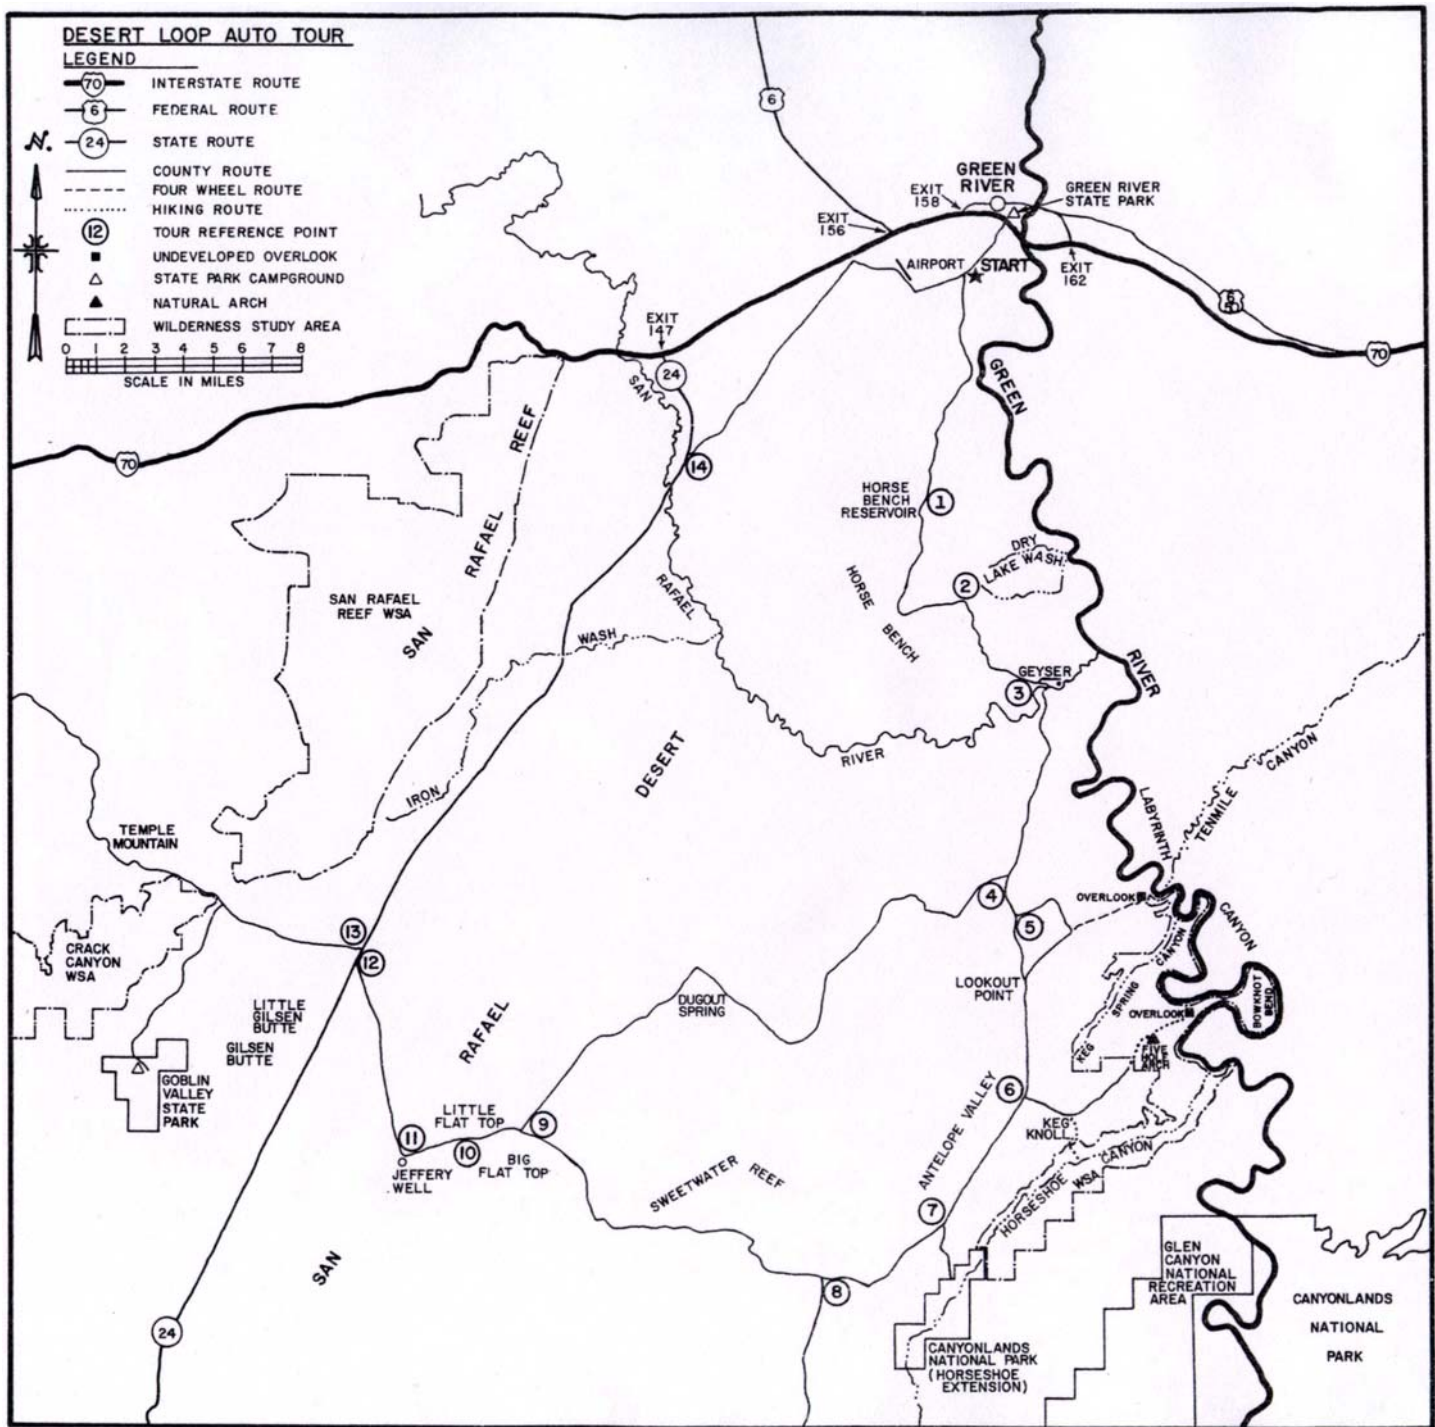 DESERT LOOP AUTO TOUR
LEGEND
70 INTERSTATE ROUTE
6 FEDERAL ROUTE
24 STATE ROUTE
COUNTY ROUTE
FOUR WHEEL ROUTE
HIKING ROUTE
12 TOUR REFERENCE POINT
UNDEVELOPED OVERLOOK
STATE PARK CAMPGROUND
NATURAL ARCH
WILDERNESS STUDY AREA
0 1 2 3 4 5 6 7 8
SCALE IN MILES
N.
6
GREEN
RIVER
EXIT
158
GREEN RIVER
STATE PARK
EXIT
156
AIRPORT
START
EXIT
162
6
50
70
EXIT
147
24
SAN
RAFAEL
RIVER
70
14
GREEN
RIVER
HORSE
BENCH
RESERVOIR
1
DRY
LAKE WASH
2
HORSE
BENCH
GEYSER
3
SAN
RAFAEL
REEF
SAN RAFAEL
REEF WSA
IRON
WASH
SAN
RAFAEL
DESERT
TEMPLE
MOUNTAIN
CRACK
CANYON
WSA
13
12
LITTLE
GILSEN
BUTTE
GILSEN
BUTTE
GOBLIN
VALLEY
STATE
PARK
LABYRINTH
CANYON
TENMILE
CANYON
4
5
OVERLOOK
LOOKOUT
POINT
KEG
SPRING
CANYON
OVERLOOK
BOWKNOT
BEND
FIVE
HOLE
ARCH
DUGOUT
SPRING
6
ANTELOPE VALLEY
KEG
KNOLL
HORSESHOE CANYON
WSA
7
LITTLE
FLAT TOP
9
11
10
JEFFERY
WELL
BIG
FLAT TOP
SWEETWATER REEF
8
24
GLEN
CANYON
NATIONAL
RECREATION
AREA
CANYONLANDS
NATIONAL
PARK
CANYONLANDS
NATIONAL PARK
(HORSESHOE
EXTENSION)